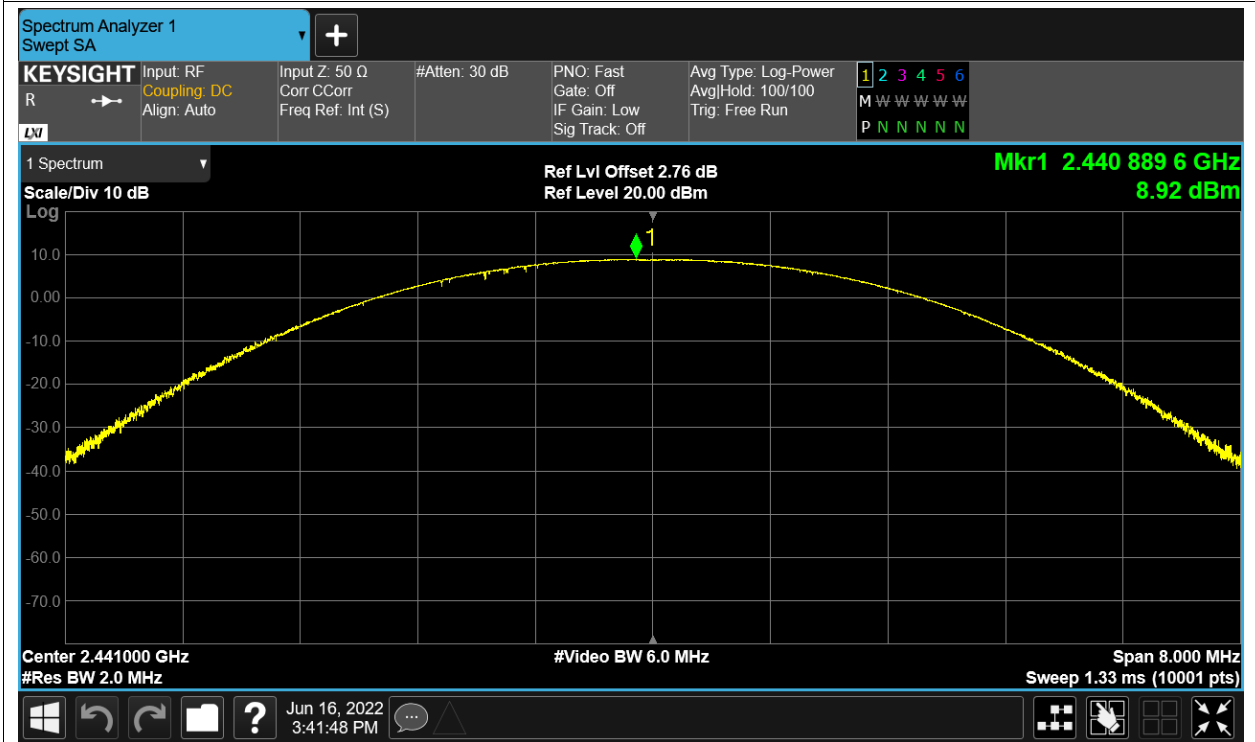 Spectrum Analyzer 1
Swept SA
+
KEYSIGHT Input: RF Input Z: 50 Ω #Atten: 30 dB PNO: Fast Avg Type: Log-Power 1 2 3 4 5 6
R Coupling: DC Corr CCorr Gate: Off Avg|Hold: 100/100 M W W W W W
Align: Auto Freq Ref: Int (S) IF Gain: Low Trig: Free Run
LXI Sig Track: Off P N N N N N
1 Spectrum Ref Lvl Offset 2.76 dB Mkr1 2.440 889 6 GHz
Scale/Div 10 dB Ref Level 20.00 dBm 8.92 dBm
Log
1
10.0
0.00
-10.0
-20.0
-30.0
-40.0
-50.0
-60.0
-70.0
Center 2.441000 GHz #Video BW 6.0 MHz Span 8.000 MHz
#Res BW 2.0 MHz Sweep 1.33 ms (10001 pts)
? Jun 16, 2022
3:41:48 PM